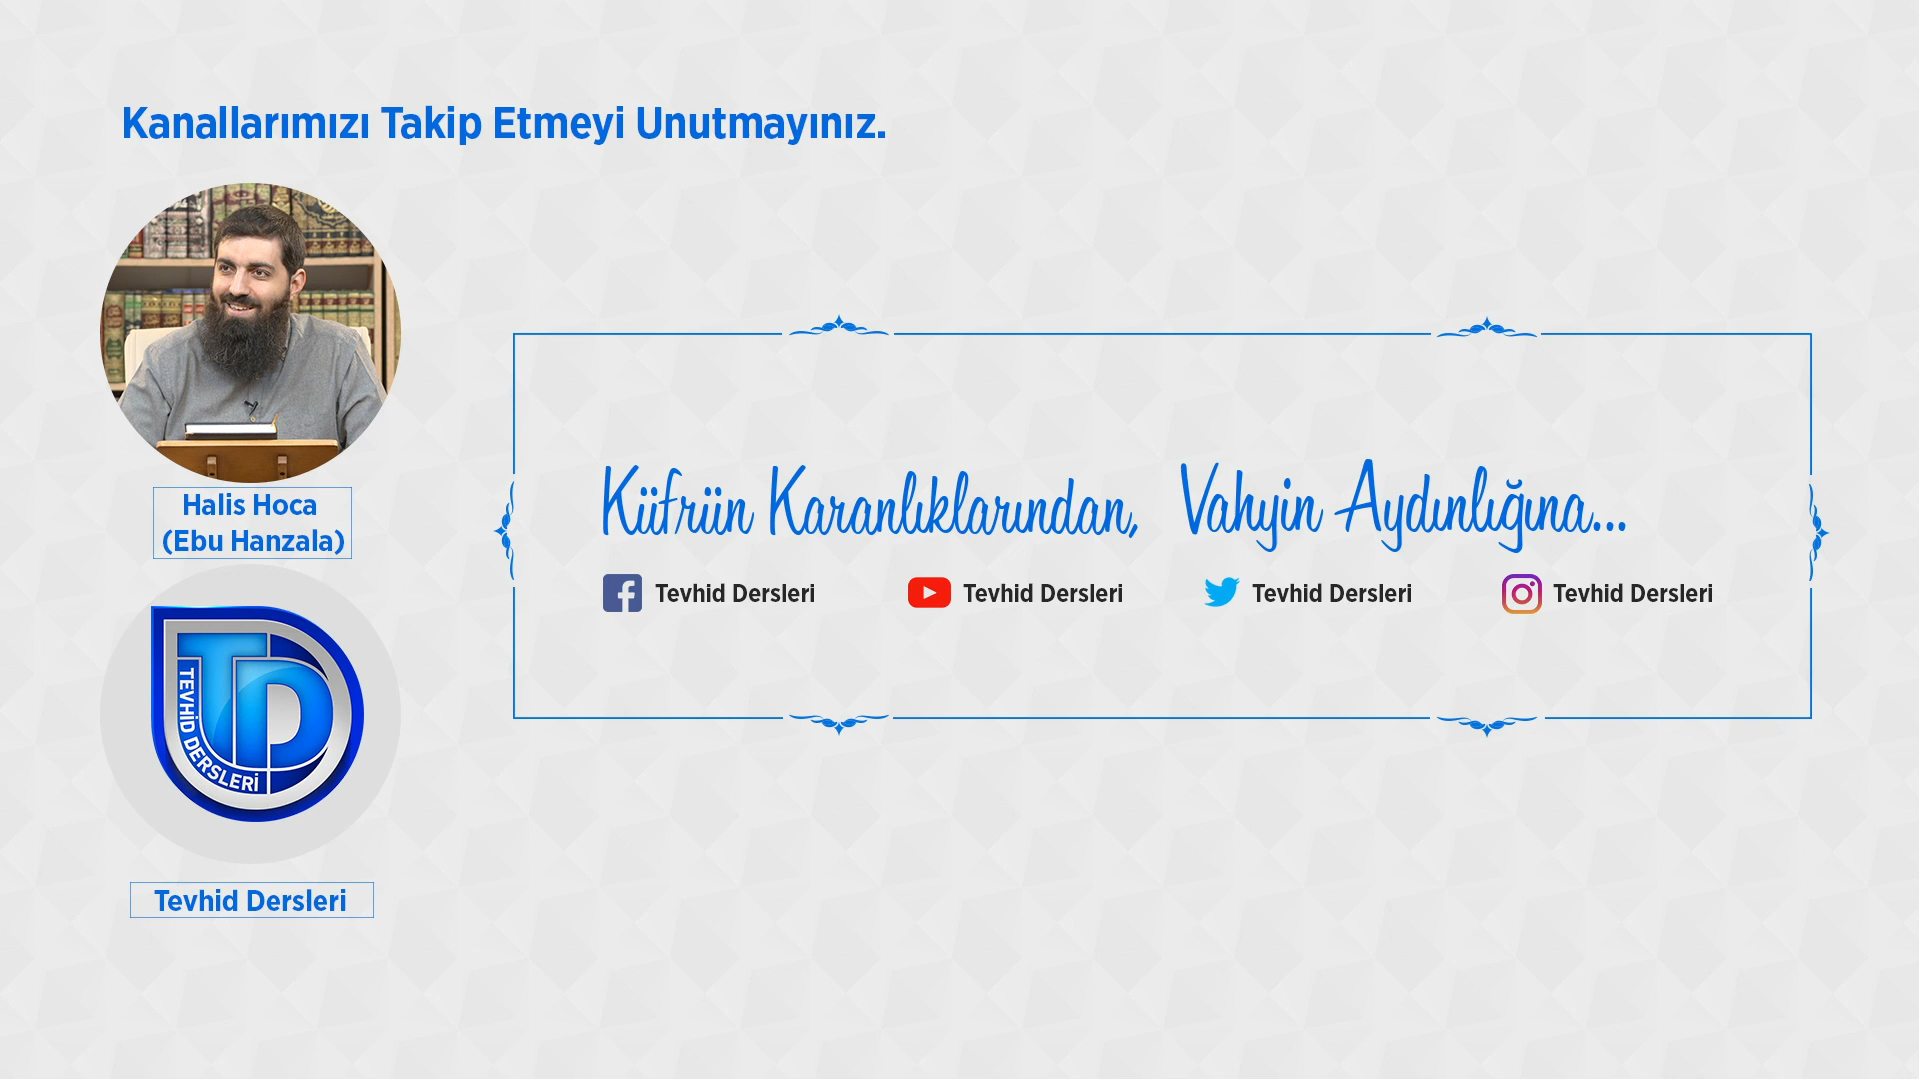 Kanallarımızı Takip Etmeyi Unutmayınız.
Halis Hoca
(Ebu Hanzala)
Küfrün Karanlıklarından, Vahyin Aydınlığına...
Tevhid Dersleri Tevhid Dersleri Tevhid Dersleri Tevhid Dersleri
TD
TEVHİD DERSLERİ
Tevhid Dersleri